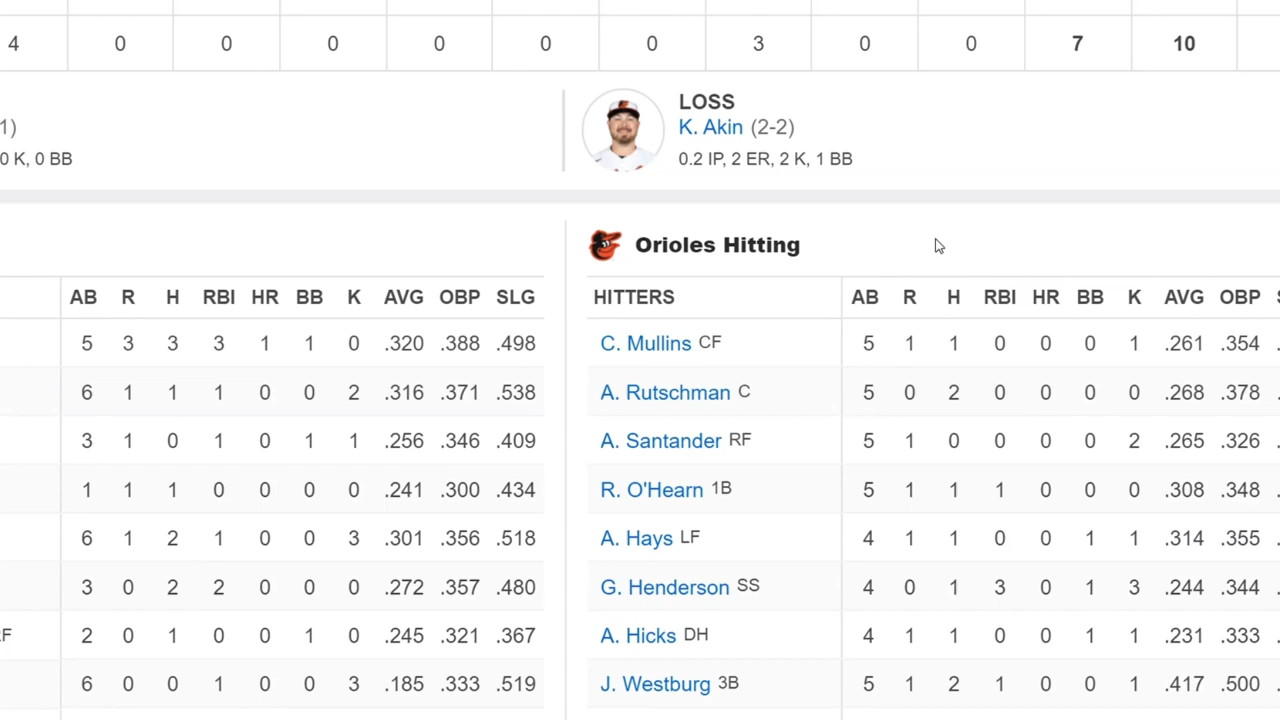 4 0 0 0 0 0 0 3 0 0 7 10
1)
0 K, 0 BB
LOSS
K. Akin (2-2)
0.2 IP, 2 ER, 2 K, 1 BB
AB R H RBI HR BB K AVG OBP SLG
5 3 3 3 1 1 0 .320 .388 .498
6 1 1 1 0 0 2 .316 .371 .538
3 1 0 1 0 1 1 .256 .346 .409
1 1 1 0 0 0 0 .241 .300 .434
6 1 2 1 0 0 3 .301 .356 .518
3 0 2 2 0 0 0 .272 .357 .480
F 2 0 1 0 0 1 0 .245 .321 .367
6 0 0 1 0 0 3 .185 .333 .519
Orioles Hitting
HITTERS AB R H RBI HR BB K AVG OBP
C. Mullins CF 5 1 1 0 0 0 1 .261 .354
A. Rutschman C 5 0 2 0 0 0 0 .268 .378
A. Santander RF 5 1 0 0 0 0 2 .265 .326
R. O'Hearn 1B 5 1 1 1 0 0 0 .308 .348
A. Hays LF 4 1 1 0 0 1 1 .314 .355
G. Henderson SS 4 0 1 3 0 1 3 .244 .344
A. Hicks DH 4 1 1 0 0 1 1 .231 .333
J. Westburg 3B 5 1 2 1 0 0 1 .417 .500